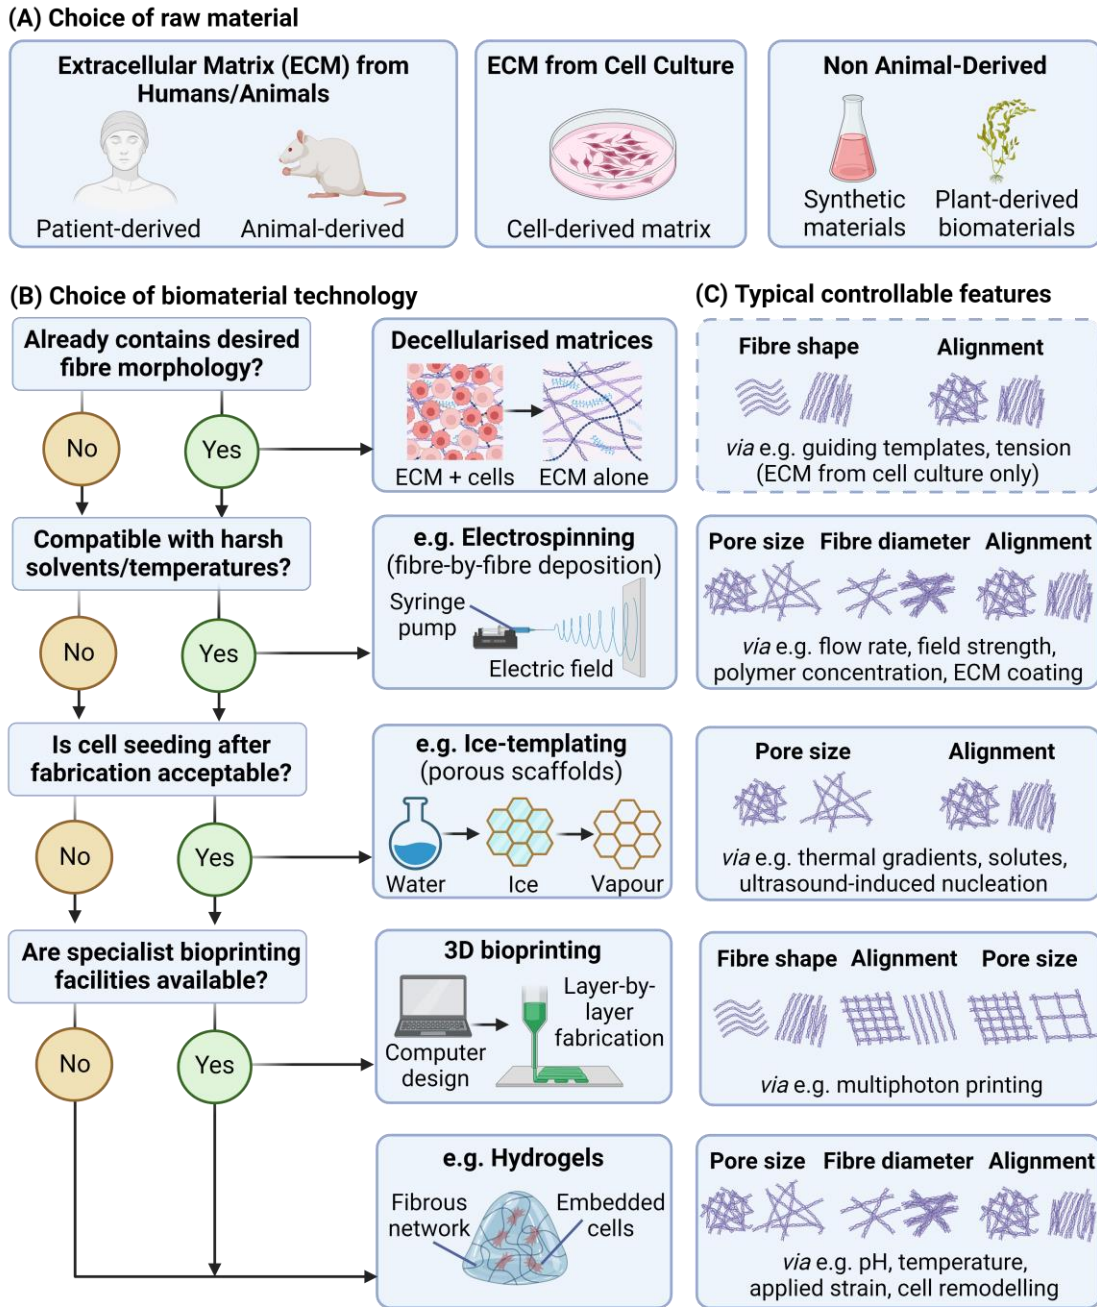 (A) Choice of raw material
Extracellular Matrix (ECM) from
Humans/Animals
Patient-derived
Animal-derived
ECM from Cell Culture
Cell-derived matrix
Non Animal-Derived
Synthetic
materials
Plant-derived
biomaterials
(B) Choice of biomaterial technology
(C) Typical controllable features
Already contains desired
fibre morphology?
No
Yes
Decellularised matrices
ECM + cells
ECM alone
Fibre shape
Alignment
via e.g. guiding templates, tension
(ECM from cell culture only)
Compatible with harsh
solvents/temperatures?
No
Yes
e.g. Electrospinning
(fibre-by-fibre deposition)
Syringe
pump
Electric field
Pore size
Fibre diameter
Alignment
via e.g. flow rate, field strength,
polymer concentration, ECM coating
Is cell seeding after
fabrication acceptable?
No
Yes
e.g. Ice-templating
(porous scaffolds)
Water
Ice
Vapour
Pore size
Alignment
via e.g. thermal gradients, solutes,
ultrasound-induced nucleation
Are specialist bioprinting
facilities available?
No
Yes
3D bioprinting
Computer
design
Layer-by-
layer
fabrication
Fibre shape
Alignment
Pore size
via e.g. multiphoton printing
e.g. Hydrogels
Fibrous
network
Embedded
cells
Pore size
Fibre diameter
Alignment
via e.g. pH, temperature,
applied strain, cell remodelling